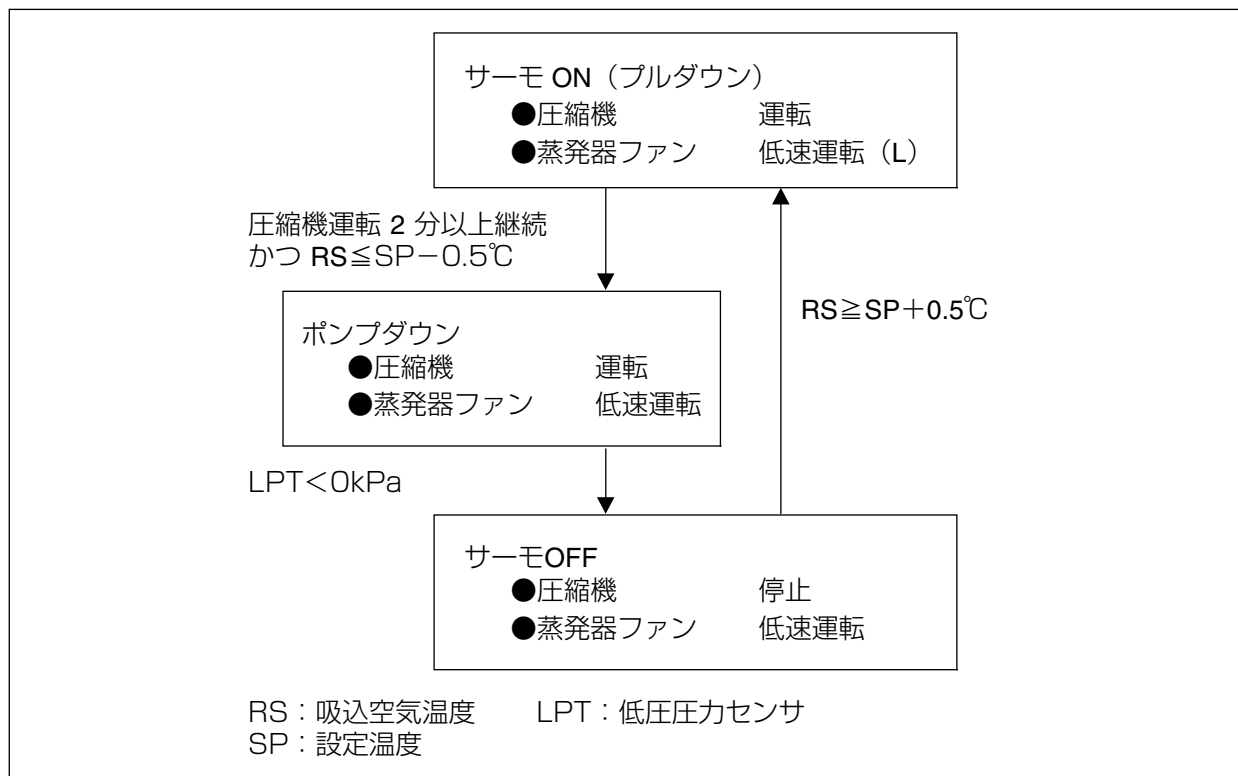 サーモ ON（プルダウン）
●圧縮機 運転
●蒸発器ファン 低速運転（L）
圧縮機運転 2 分以上継続
かつ RS≦SP－0.5℃
RS≧SP＋0.5℃
ポンプダウン
●圧縮機 運転
●蒸発器ファン 低速運転
LPT＜0kPa
サーモOFF
●圧縮機 停止
●蒸発器ファン 低速運転
RS：吸込空気温度 LPT：低圧圧力センサ
SP：設定温度